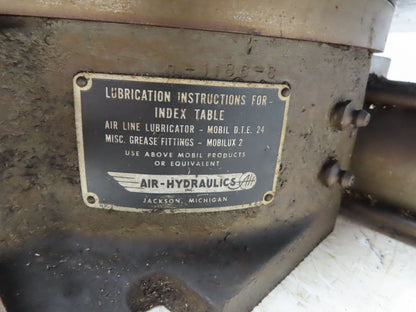 LUBRICATION INSTRUCTIONS FOR-
INDEX TABLE
AIR LINE LUBRICATOR - MOBIL D.T.E. 24
MISC. GREASE FITTINGS - MOBILUX 2
USE ABOVE MOBIL PRODUCTS
OR EQUIVALENT
AIR-HYDRAULICS
INC.
JACKSON, MICHIGAN